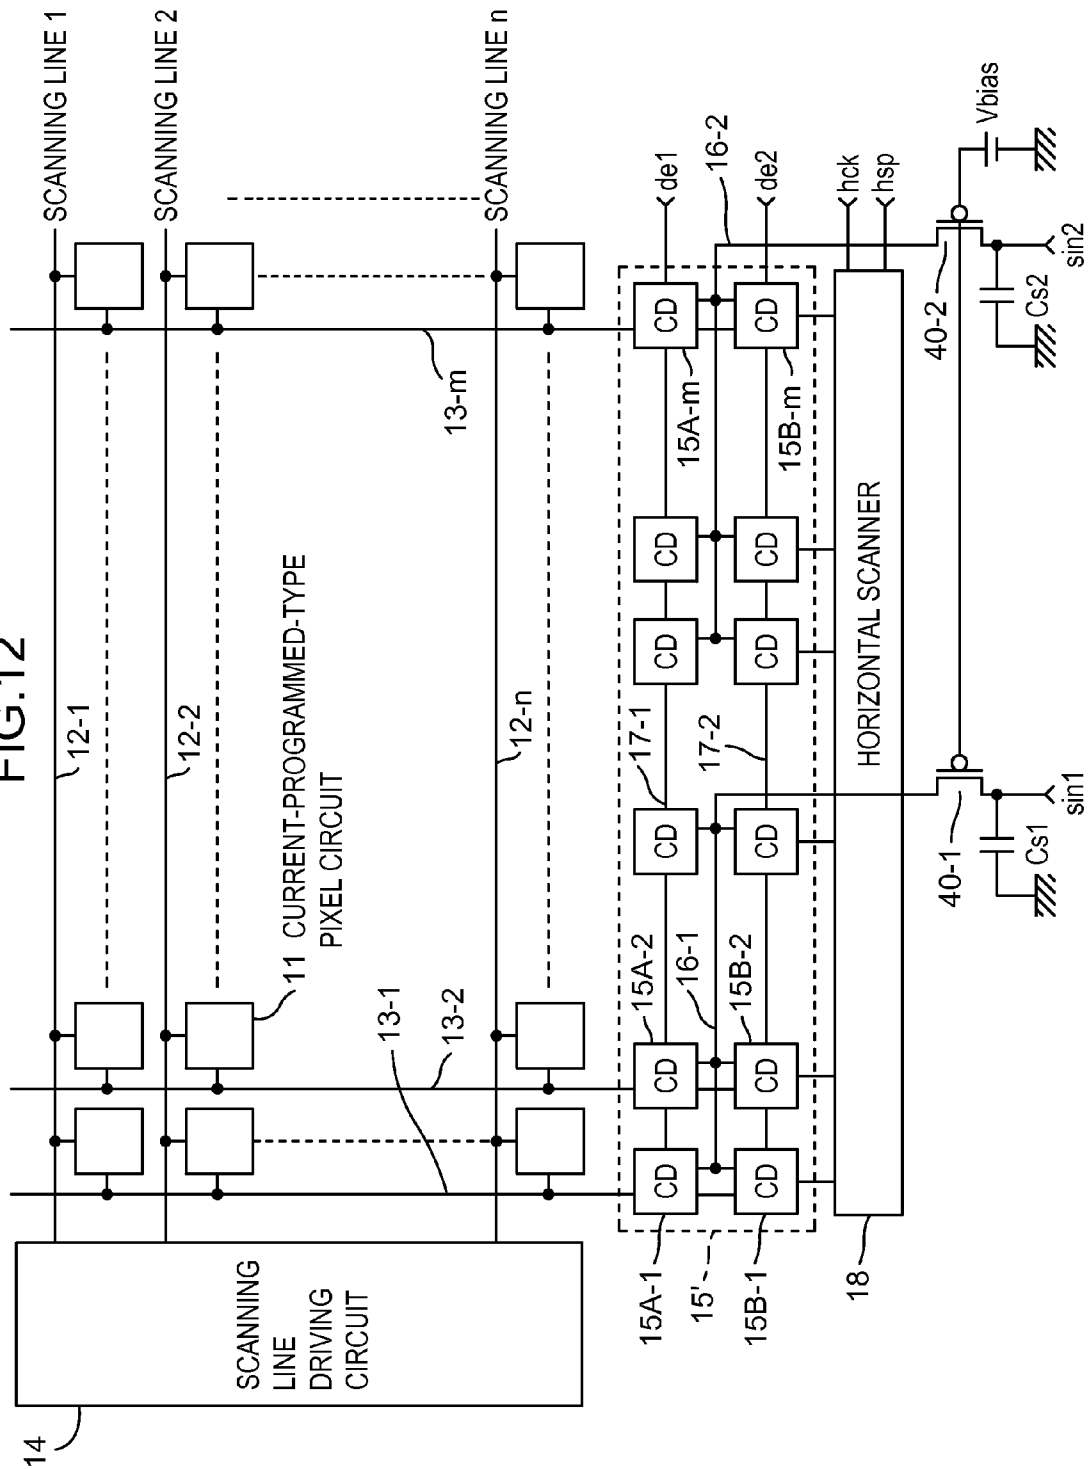 FIG.12
SCANNING LINE 1
SCANNING LINE 2
SCANNING LINE n
12-1
12-2
12-n
11 CURRENT-PROGRAMMED-TYPE
PIXEL CIRCUIT
13-1
13-2
13-m
14
SCANNING
LINE
DRIVING
CIRCUIT
15A-1
15'
15B-1
15A-2
16-1
15B-2
17-1
17-2
15A-m
15B-m
CD
CD
CD
CD
CD
CD
CD
CD
CD
CD
CD
CD
de1
16-2
de2
hck
hsp
18
HORIZONTAL SCANNER
40-1
Cs1
sin1
40-2
Cs2
sin2
Vbias